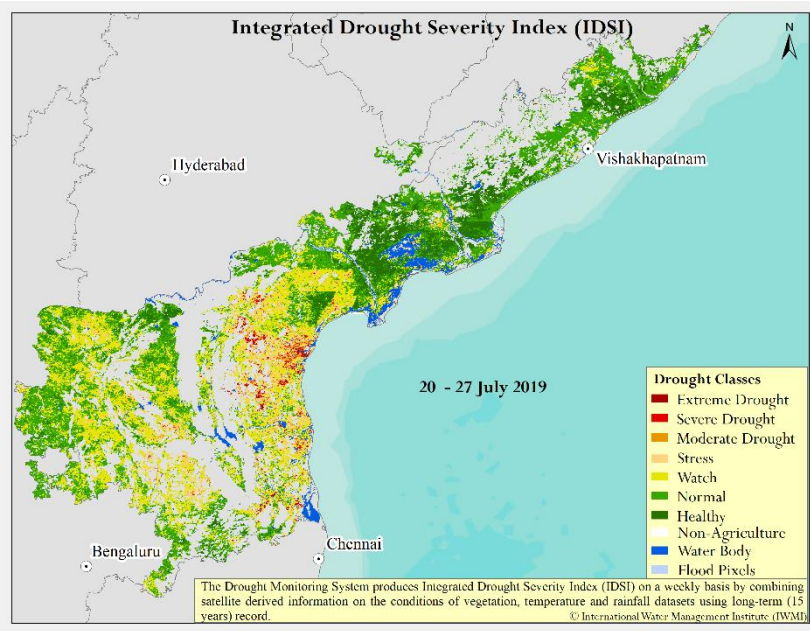 Integrated Drought Severity Index (IDSI)
N
Hyderabad
Vishakhapatnam
20 - 27 July 2019
Drought Classes
Extreme Drought
Severe Drought
Moderate Drought
Stress
Watch
Normal
Healthy
Non-Agriculture
Water Body
Flood Pixels
Bengaluru
Chennai
The Drought Monitoring System produces Integrated Drought Severity Index (IDSI) on a weekly basis by combining
satellite derived information on the conditions of vegetation, temperature and rainfall datasets using long-term (15
years) record.
© International Water Management Institute (IWMI)